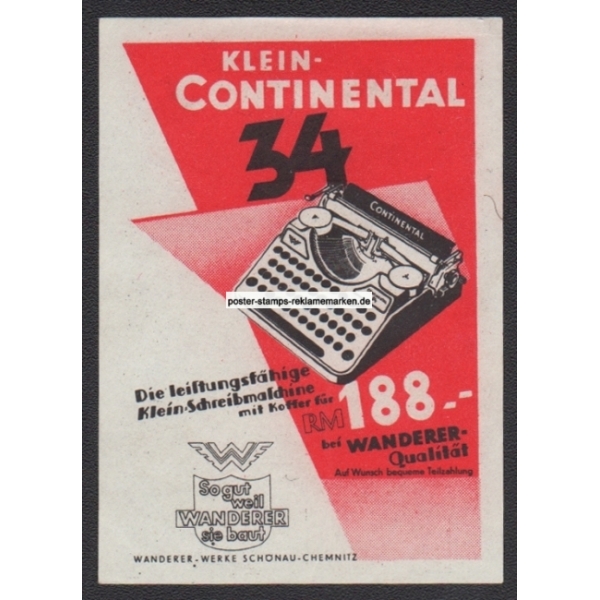 KLEIN-
CONTINENTAL
34
CONTINENTAL
poster-stamps-reklamemarken.de
Die leiſtungsfähige
Klein-Schreibmaſchine
mit Koffer für
RM 188.--
bei WANDERER-
Qualität
Auf Wunsch bequeme Teilzahlung
W
So gut
weil
WANDERER
sie baut
WANDERER-WERKE SCHÖNAU-CHEMNITZ